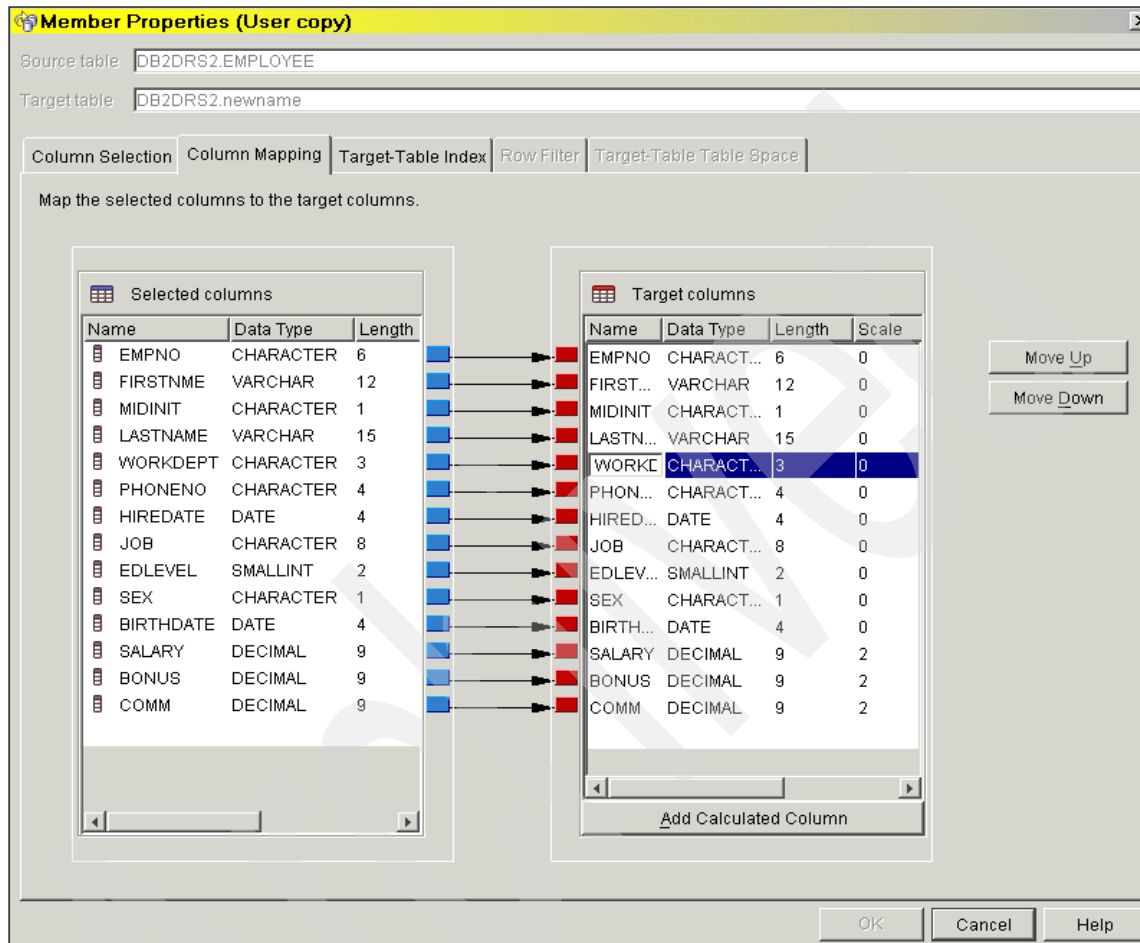 Member Properties (User copy)
Source table DB2DRS2.EMPLOYEE
Target table DB2DRS2.newname
Column Selection Column Mapping Target-Table Index Row Filter Target-Table Table Space
Map the selected columns to the target columns.
Selected columns
Name Data Type Length
EMPNO CHARACTER 6
FIRSTNME VARCHAR 12
MIDINIT CHARACTER 1
LASTNAME VARCHAR 15
WORKDEPT CHARACTER 3
PHONENO CHARACTER 4
HIREDATE DATE 4
JOB CHARACTER 8
EDLEVEL SMALLINT 2
SEX CHARACTER 1
BIRTHDATE DATE 4
SALARY DECIMAL 9
BONUS DECIMAL 9
COMM DECIMAL 9
Target columns
Name Data Type Length Scale
EMPNO CHARACT... 6 0
FIRST... VARCHAR 12 0
MIDINIT CHARACT... 1 0
LASTN... VARCHAR 15 0
WORKD CHARACT... 3 0
PHON... CHARACT... 4 0
HIRED... DATE 4 0
JOB CHARACT... 8 0
EDLEV... SMALLINT 2 0
SEX CHARACT... 1 0
BIRTH... DATE 4 0
SALARY DECIMAL 9 2
BONUS DECIMAL 9 2
COMM DECIMAL 9 2
Add Calculated Column
Move Up
Move Down
OK Cancel Help